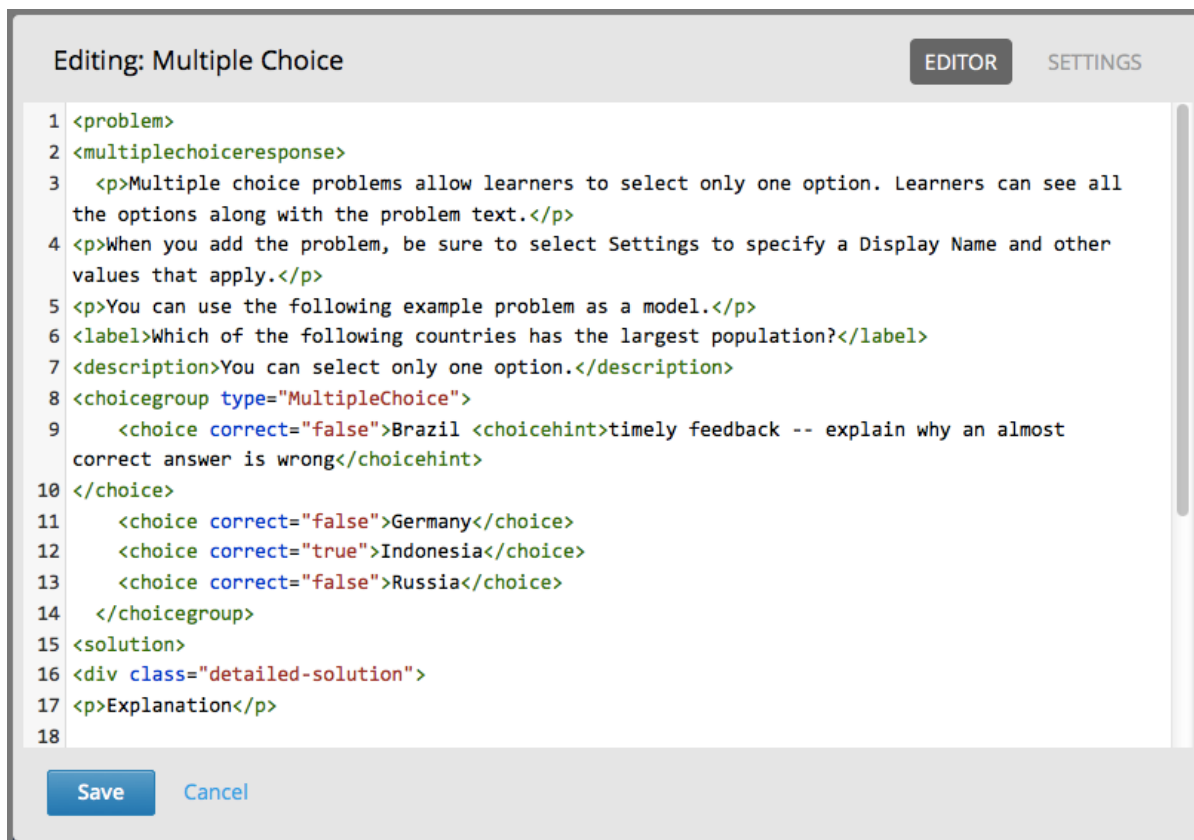 Editing: Multiple Choice
EDITOR
SETTINGS
1 <problem>
2 <multiplechoiceresponse>
3   <p>Multiple choice problems allow learners to select only one option. Learners can see all
the options along with the problem text.</p>
4 <p>When you add the problem, be sure to select Settings to specify a Display Name and other
values that apply.</p>
5 <p>You can use the following example problem as a model.</p>
6 <label>Which of the following countries has the largest population?</label>
7 <description>You can select only one option.</description>
8 <choicegroup type="MultipleChoice">
9     <choice correct="false">Brazil <choicehint>timely feedback -- explain why an almost
correct answer is wrong</choicehint>
10 </choice>
11     <choice correct="false">Germany</choice>
12     <choice correct="true">Indonesia</choice>
13     <choice correct="false">Russia</choice>
14   </choicegroup>
15 <solution>
16 <div class="detailed-solution">
17 <p>Explanation</p>
18
Save
Cancel